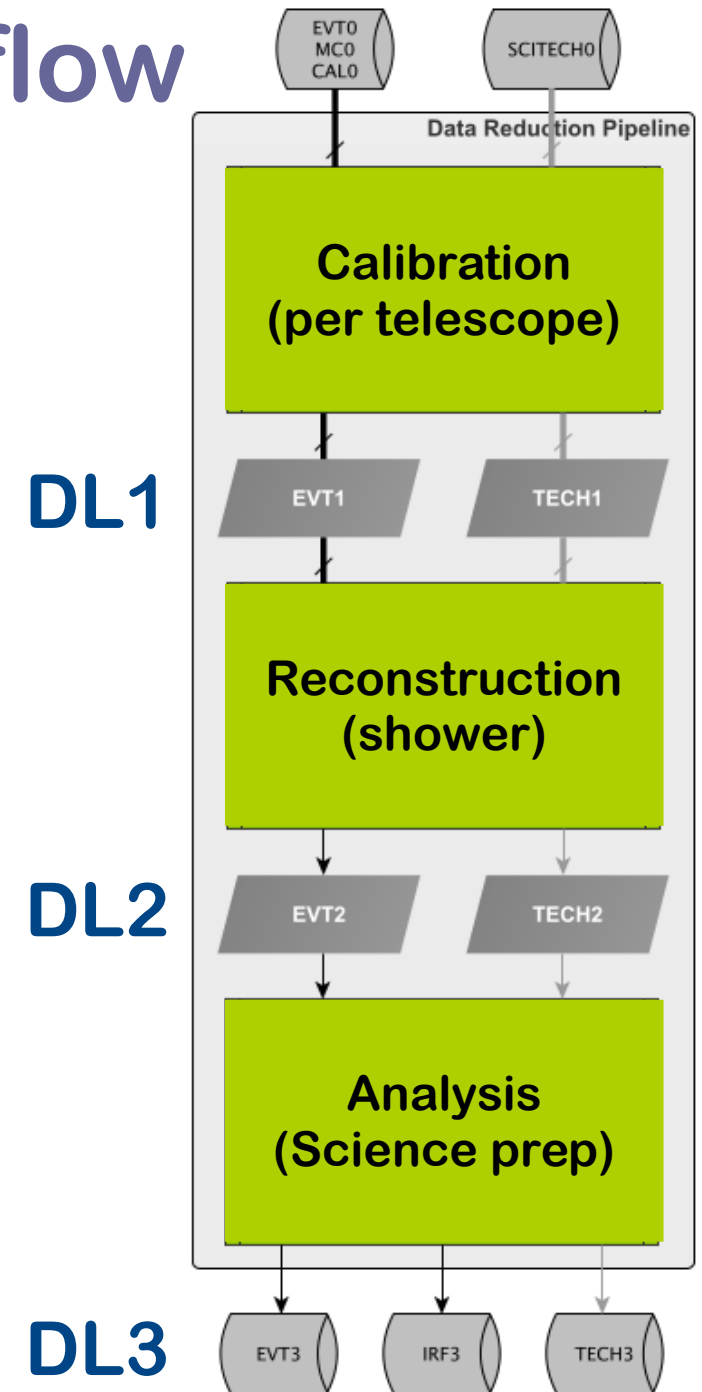 flow
EVT0
MC0
CAL0
SCITECH0
Data Reduction Pipeline
Calibration
(per telescope)
DL1
EVT1
TECH1
Reconstruction
(shower)
DL2
EVT2
TECH2
Analysis
(Science prep)
DL3
EVT3
IRF3
TECH3